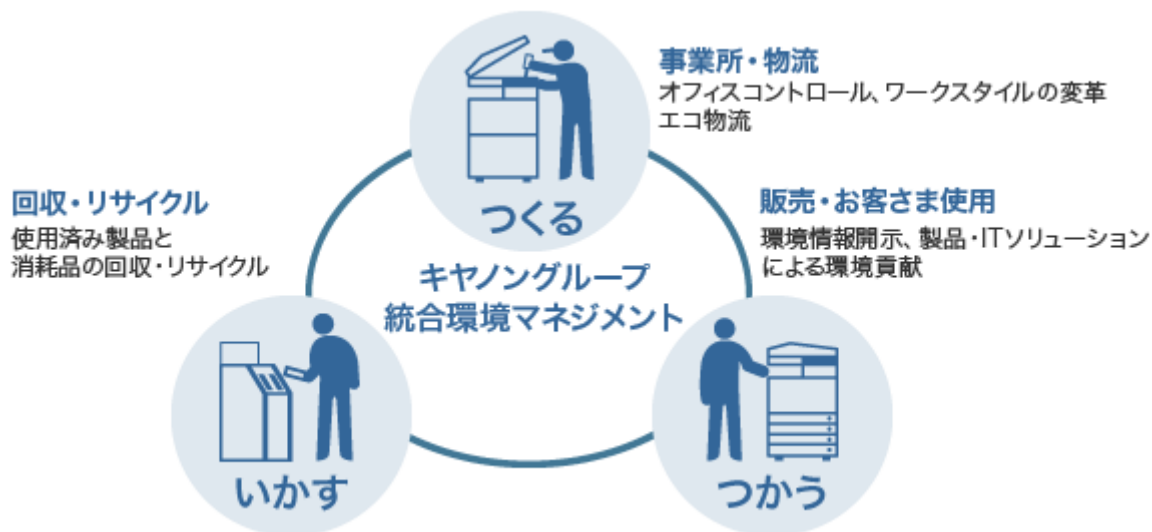 事業所・物流
オフィスコントロール、ワークスタイルの変革
エコ物流
つくる
回収・リサイクル
使用済み製品と
消耗品の回収・リサイクル
販売・お客さま使用
環境情報開示、製品・ITソリューション
による環境貢献
キヤノングループ
統合環境マネジメント
いかす
つかう